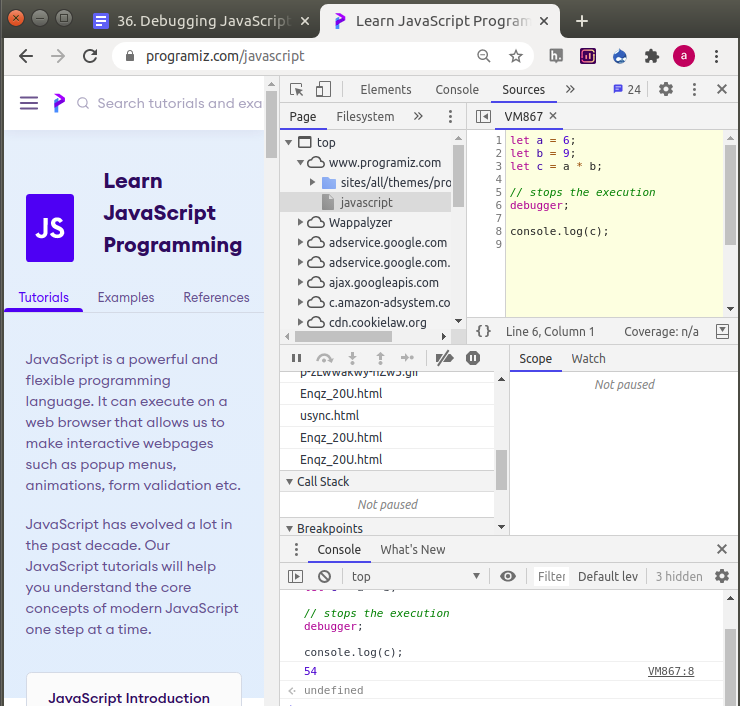 36. Debugging JavaScript
Learn JavaScript Program
programiz.com/javascript
a
Search tutorials and exa
JS
Learn
JavaScript
Programming
Tutorials Examples References
JavaScript is a powerful and
flexible programming
language. It can execute on a
web browser that allows us to
make interactive webpages
such as popup menus,
animations, form validation etc.
JavaScript has evolved a lot in
the past decade. Our
JavaScript tutorials will help
you understand the core
concepts of modern JavaScript
one step at a time.
JavaScript Introduction
Elements Console Sources » 24
Page Filesystem »
top
www.programiz.com
sites/all/themes/pro
javascript
Wappalyzer
adservice.google.com
adservice.google.com.
ajax.googleapis.com
c.amazon-adsystem.co
cdn.cookielaw.org
VM867
1 let a = 6;
2 let b = 9;
3 let c = a * b;
4
5 // stops the execution
6 debugger;
7
8 console.log(c);
9
{} Line 6, Column 1 Coverage: n/a
Enqz_20U.html
usync.html
Enqz_20U.html
Enqz_20U.html
Call Stack
Not paused
Breakpoints
Scope Watch
Not paused
Console What's New
top Filter Default lev 3 hidden
// stops the execution
debugger;
console.log(c);
54 VM867:8
undefined